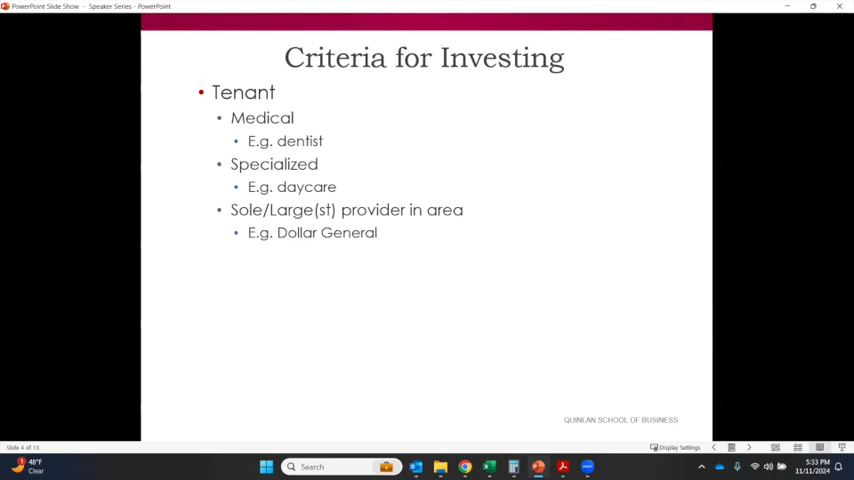 PowerPoint Slide Show - Speaker Series - PowerPoint
Criteria for Investing
Tenant
Medical
E.g. dentist
Specialized
E.g. daycare
Sole/Large(st) provider in area
E.g. Dollar General
QUINLAN SCHOOL OF BUSINESS
Slide 4 of 13
Display Settings
1
48°F
Clear
Search
5:33 PM
11/11/2024